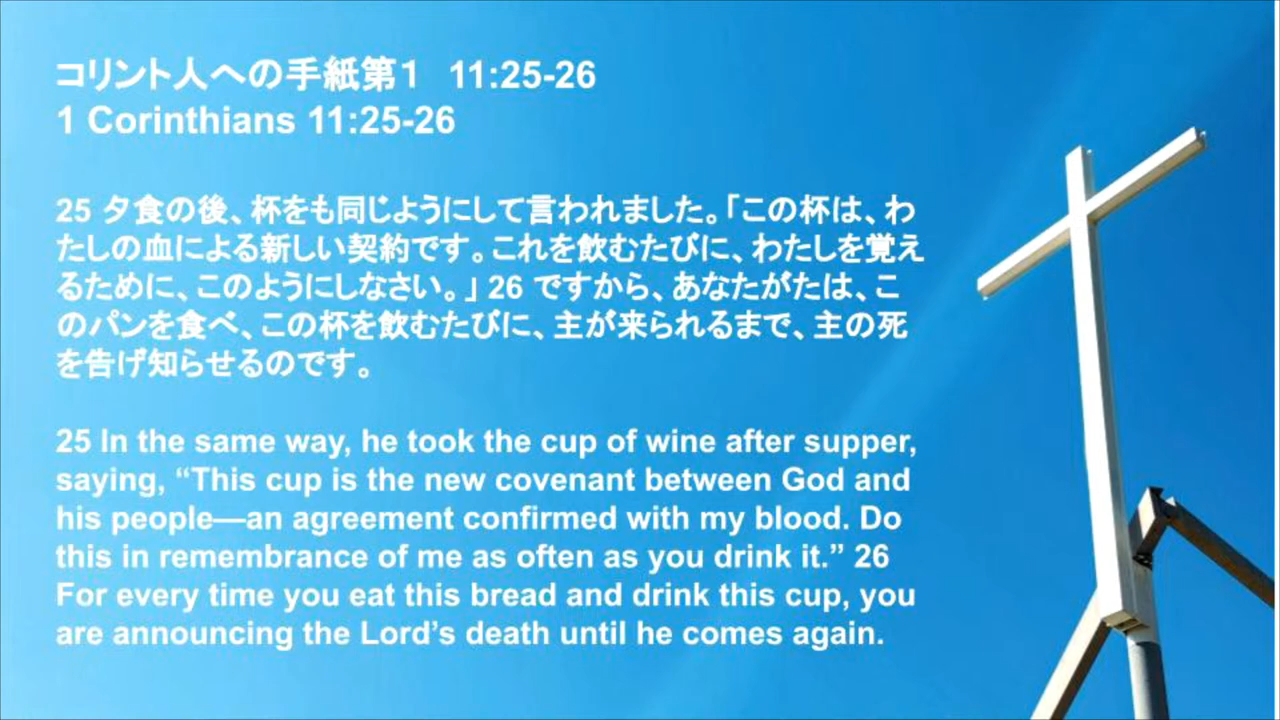 コリント人への手紙第１ 11:25-26
1 Corinthians 11:25-26
25 夕食の後、杯をも同じようにして言われました。「この杯は、わ
たしの血による新しい契約です。これを飲むたびに、わたしを覚え
るために、このようにしなさい。」 26 ですから、あなたがたは、こ
のパンを食べ、この杯を飲むたびに、主が来られるまで、主の死
を告げ知らせるのです。
25 In the same way, he took the cup of wine after supper,
saying, “This cup is the new covenant between God and
his people—an agreement confirmed with my blood. Do
this in remembrance of me as often as you drink it.” 26
For every time you eat this bread and drink this cup, you
are announcing the Lord’s death until he comes again.